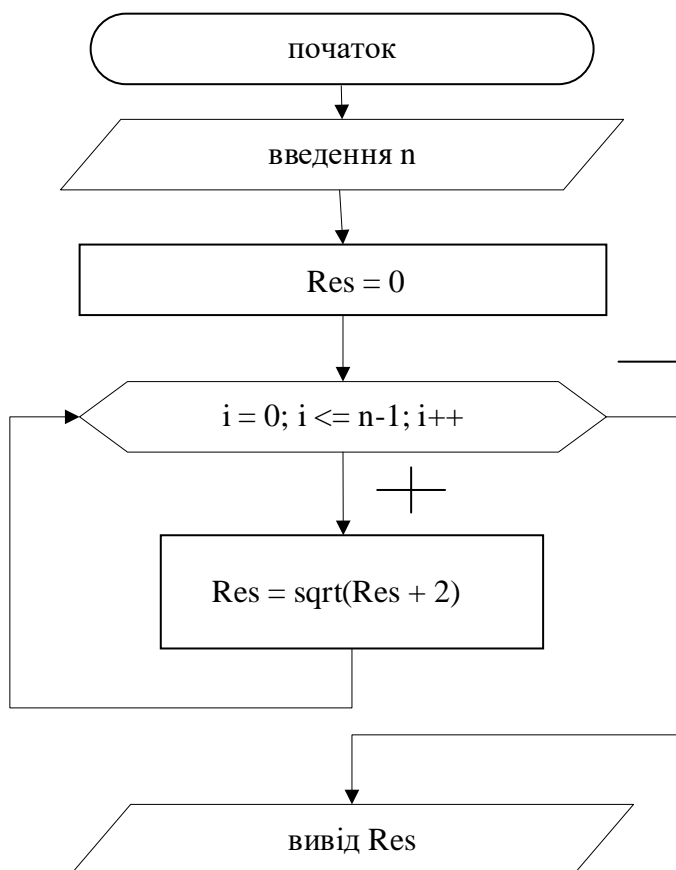 початок
введення n
Res = 0
i = 0; i <= n-1; i++
Res = sqrt(Res + 2)
вивід Res